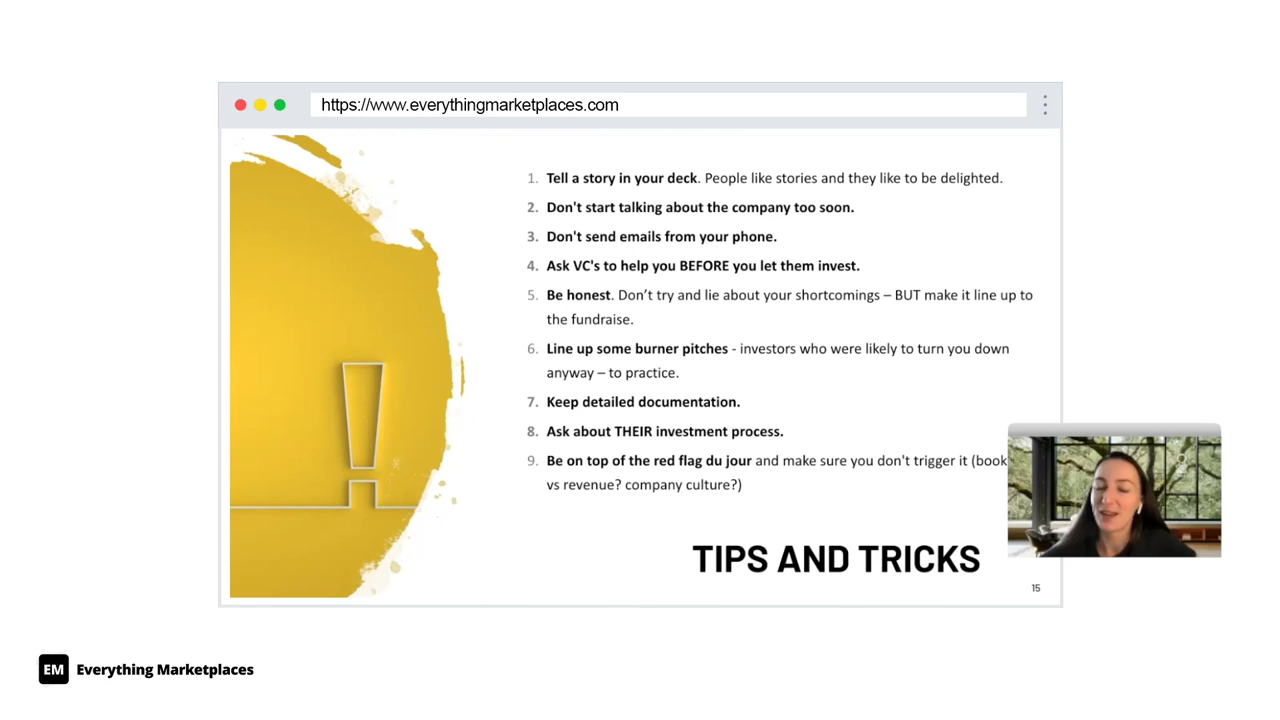 https://www.everythingmarketplaces.com
1. Tell a story in your deck. People like stories and they like to be delighted.
2. Don't start talking about the company too soon.
3. Don't send emails from your phone.
4. Ask VC's to help you BEFORE you let them invest.
5. Be honest. Don’t try and lie about your shortcomings – BUT make it line up to
the fundraise.
6. Line up some burner pitches - investors who were likely to turn you down
anyway – to practice.
7. Keep detailed documentation.
8. Ask about THEIR investment process.
9. Be on top of the red flag du jour and make sure you don't trigger it (book
vs revenue? company culture?)
TIPS AND TRICKS
15
EM Everything Marketplaces